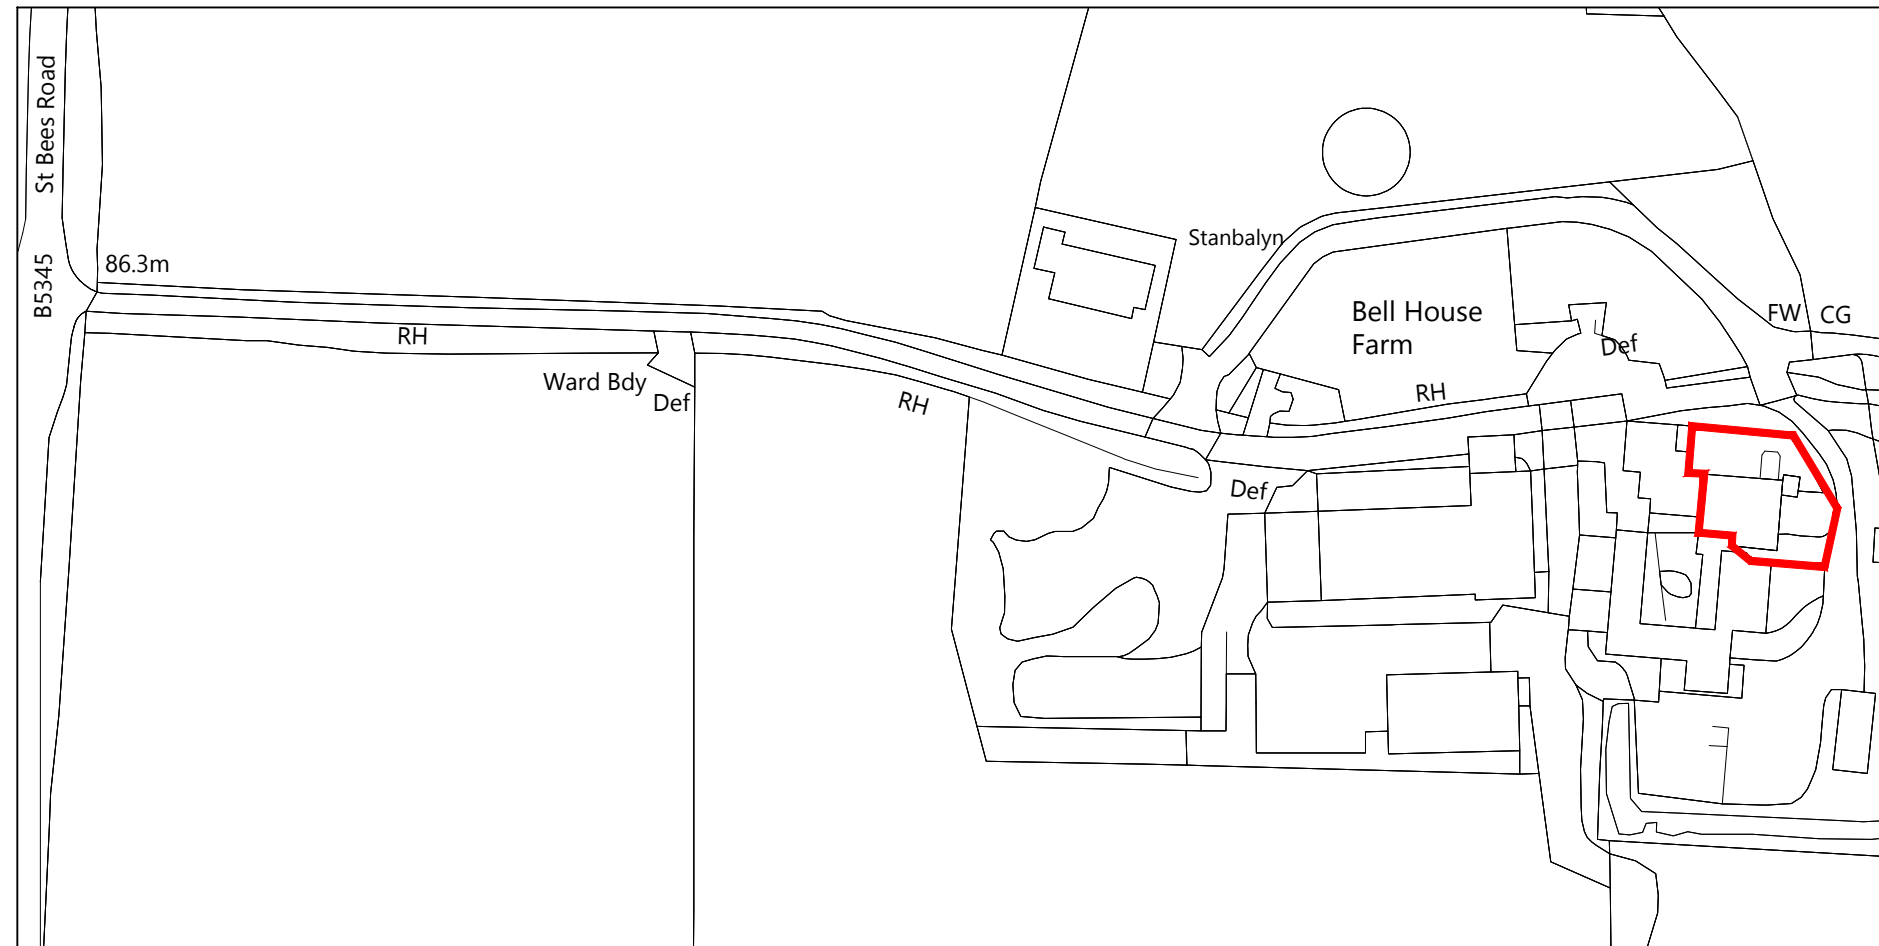 St Bees Road
B5345
86.3m
RH
Ward Bdy
Def
RH
Stanbalyn
Bell House
Farm
RH
Def
FW
CG
Def